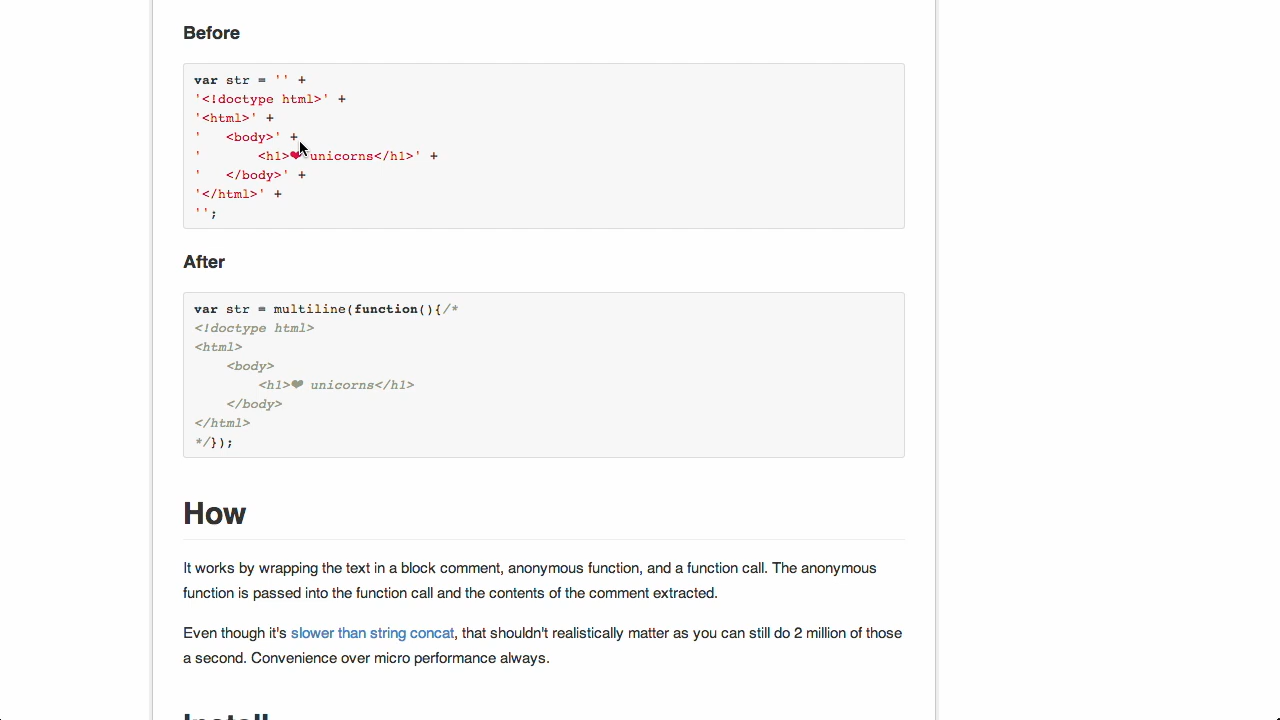 Before
var str = '' +
'<!doctype html>' +
'<html>' +
'   <body>' +
'       <h1>❤ unicorns</h1>' +
'   </body>' +
'</html>' +
'';
After
var str = multiline(function(){/*
<!doctype html>
<html>
    <body>
        <h1>❤ unicorns</h1>
    </body>
</html>
*/});
How
It works by wrapping the text in a block comment, anonymous function, and a function call. The anonymous
function is passed into the function call and the contents of the comment extracted.
Even though it's slower than string concat, that shouldn't realistically matter as you can still do 2 million of those
a second. Convenience over micro performance always.
Install